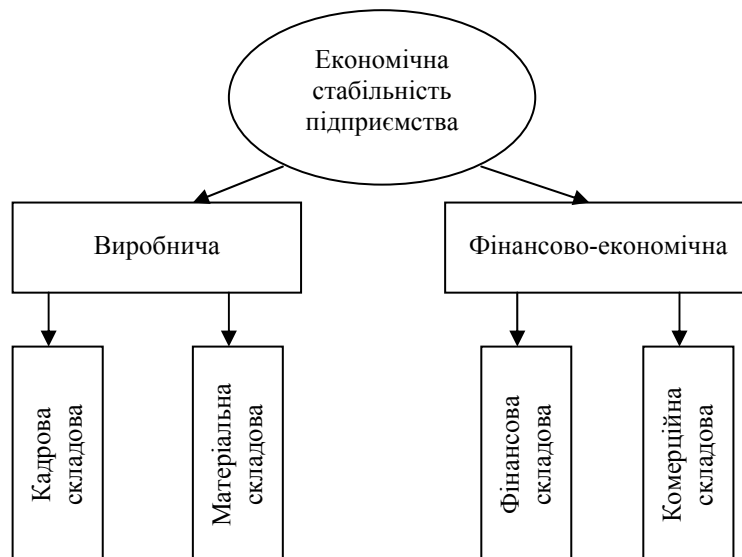 Економічна
стабільність
підприємства
Виробнича
Фінансово-економічна
Кадрова
складова
Матеріальна
складова
Фінансова
складова
Комерційна
складова